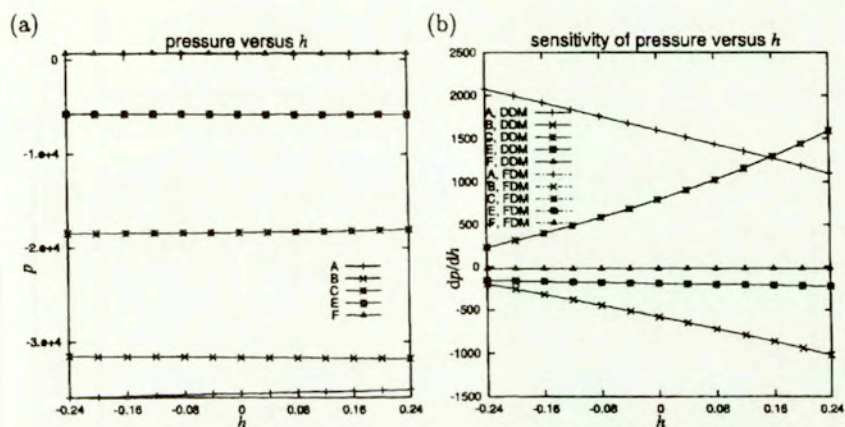 (a)
pressure versus h
0
-1.0e+4
-2.0e+4
-3.0e+4
p
A
B
C
E
F
-0.24 -0.16 -0.08 0 0.08 0.16 0.24
h
(b)
sensitivity of pressure versus h
2500
2000
1500
1000
500
0
-500
-1000
-1500
dp/dh
A, DDM
B, DDM
C, DDM
E, DDM
F, DDM
A, FDM
B, FDM
C, FDM
E, FDM
F, FDM
-0.24 -0.16 -0.08 0 0.08 0.16 0.24
h